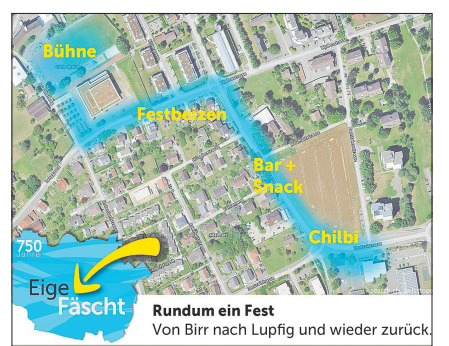 Bühne
Festbeizen
Bar +
Snack
Chilbi
750
Jahre
Eige
Fäscht
Rundum ein Fest
Von Birr nach Lupfig und wieder zurück.